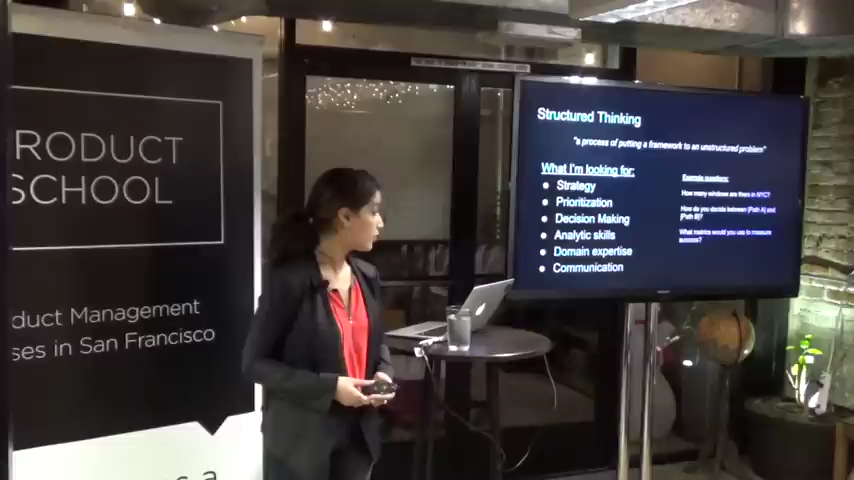 RODUCT
SCHOOL
duct Management
ses in San Francisco
Structured Thinking
"a process of putting a framework to an unstructured problem"
What I'm looking for:
Strategy
Prioritization
Decision Making
Analytic skills
Domain expertise
Communication
Example questions:
How many windows are there in NYC?
How do you decide between [Path A] and
[Path B]?
What metrics would you use to measure
success?